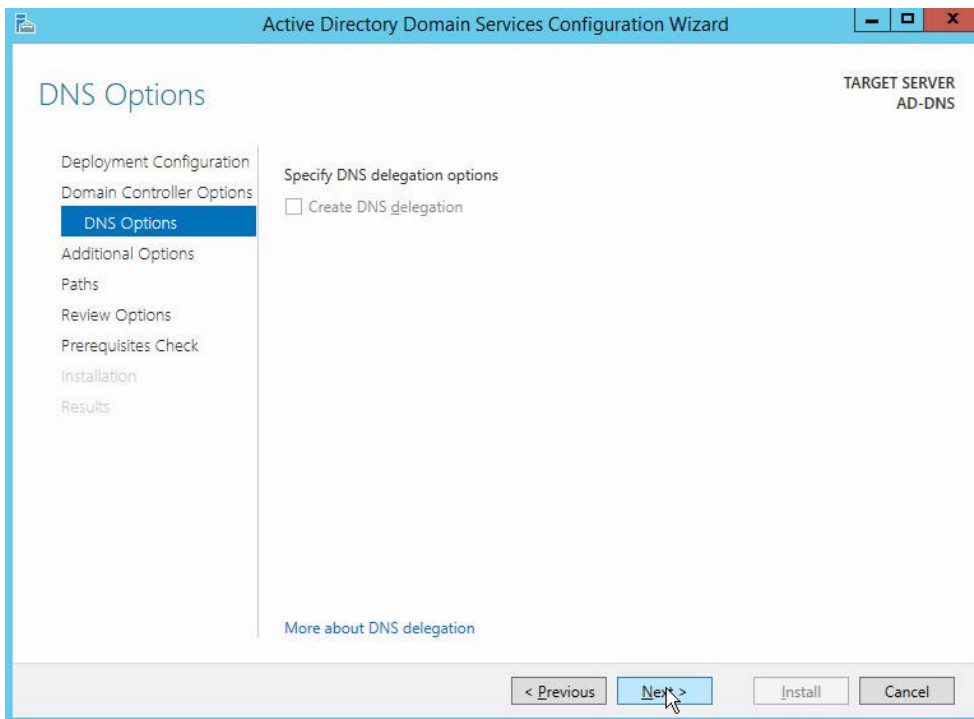 Active Directory Domain Services Configuration Wizard
DNS Options
TARGET SERVER
AD-DNS
Deployment Configuration
Domain Controller Options
DNS Options
Additional Options
Paths
Review Options
Prerequisites Check
Installation
Results
Specify DNS delegation options
Create DNS delegation
More about DNS delegation
< Previous
Next >
Install
Cancel